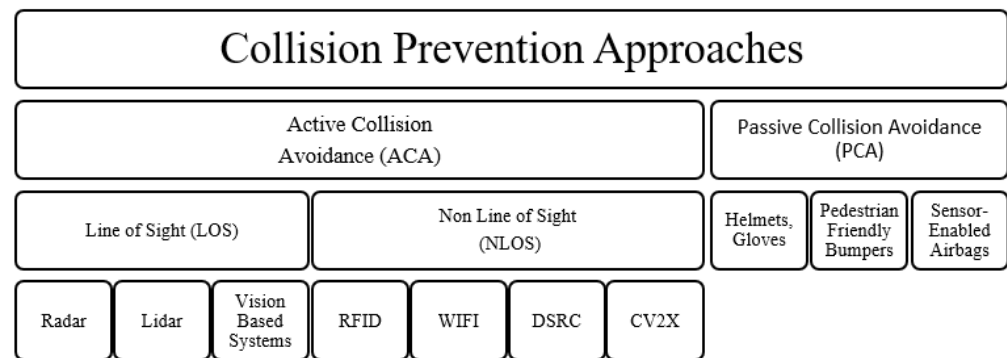 Collision Prevention Approaches
Active Collision
Avoidance (ACA)
Passive Collision Avoidance
(PCA)
Line of Sight (LOS)
Non Line of Sight
(NLOS)
Helmets,
Gloves
Pedestrian
Friendly
Bumpers
Sensor-
Enabled
Airbags
Radar
Lidar
Vision
Based
Systems
RFID
WIFI
DSRC
CV2X